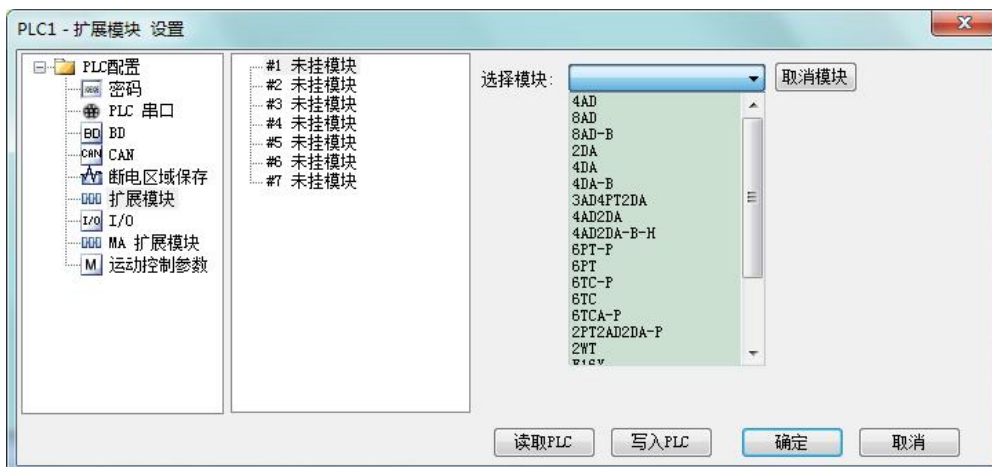 PLC1 - 扩展模块 设置
PLC配置
密码
PLC 串口
BD BD
CAN CAN
断电区域保存
扩展模块
I/O I/O
MA 扩展模块
M 运动控制参数
#1 未挂模块
#2 未挂模块
#3 未挂模块
#4 未挂模块
#5 未挂模块
#6 未挂模块
#7 未挂模块
选择模块:
取消模块
4AD
8AD
8AD-B
2DA
4DA
4DA-B
3AD4PT2DA
4AD2DA
4AD2DA-B-H
6PT-P
6PT
6TC-P
6TC
6TCA-P
2PT2AD2DA-P
2WT
读取PLC
写入PLC
确定
取消